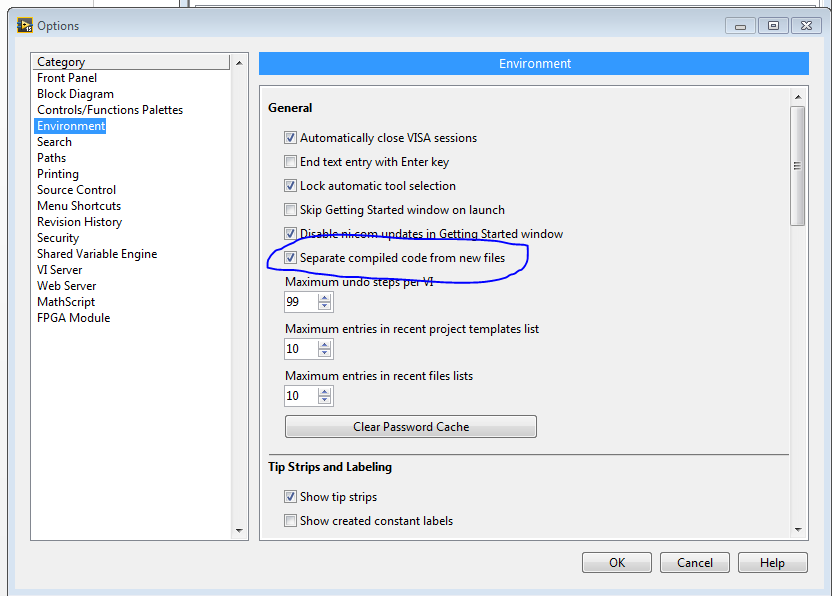 Options
Category
Front Panel
Block Diagram
Controls/Functions Palettes
Environment
Search
Paths
Printing
Source Control
Menu Shortcuts
Revision History
Security
Shared Variable Engine
VI Server
Web Server
MathScript
FPGA Module
Environment
General
Automatically close VISA sessions
End text entry with Enter key
Lock automatic tool selection
Skip Getting Started window on launch
Disable ni.com updates in Getting Started window
Separate compiled code from new files
Maximum undo steps per VI
99
Maximum entries in recent project templates list
10
Maximum entries in recent files lists
10
Clear Password Cache
Tip Strips and Labeling
Show tip strips
Show created constant labels
OK
Cancel
Help